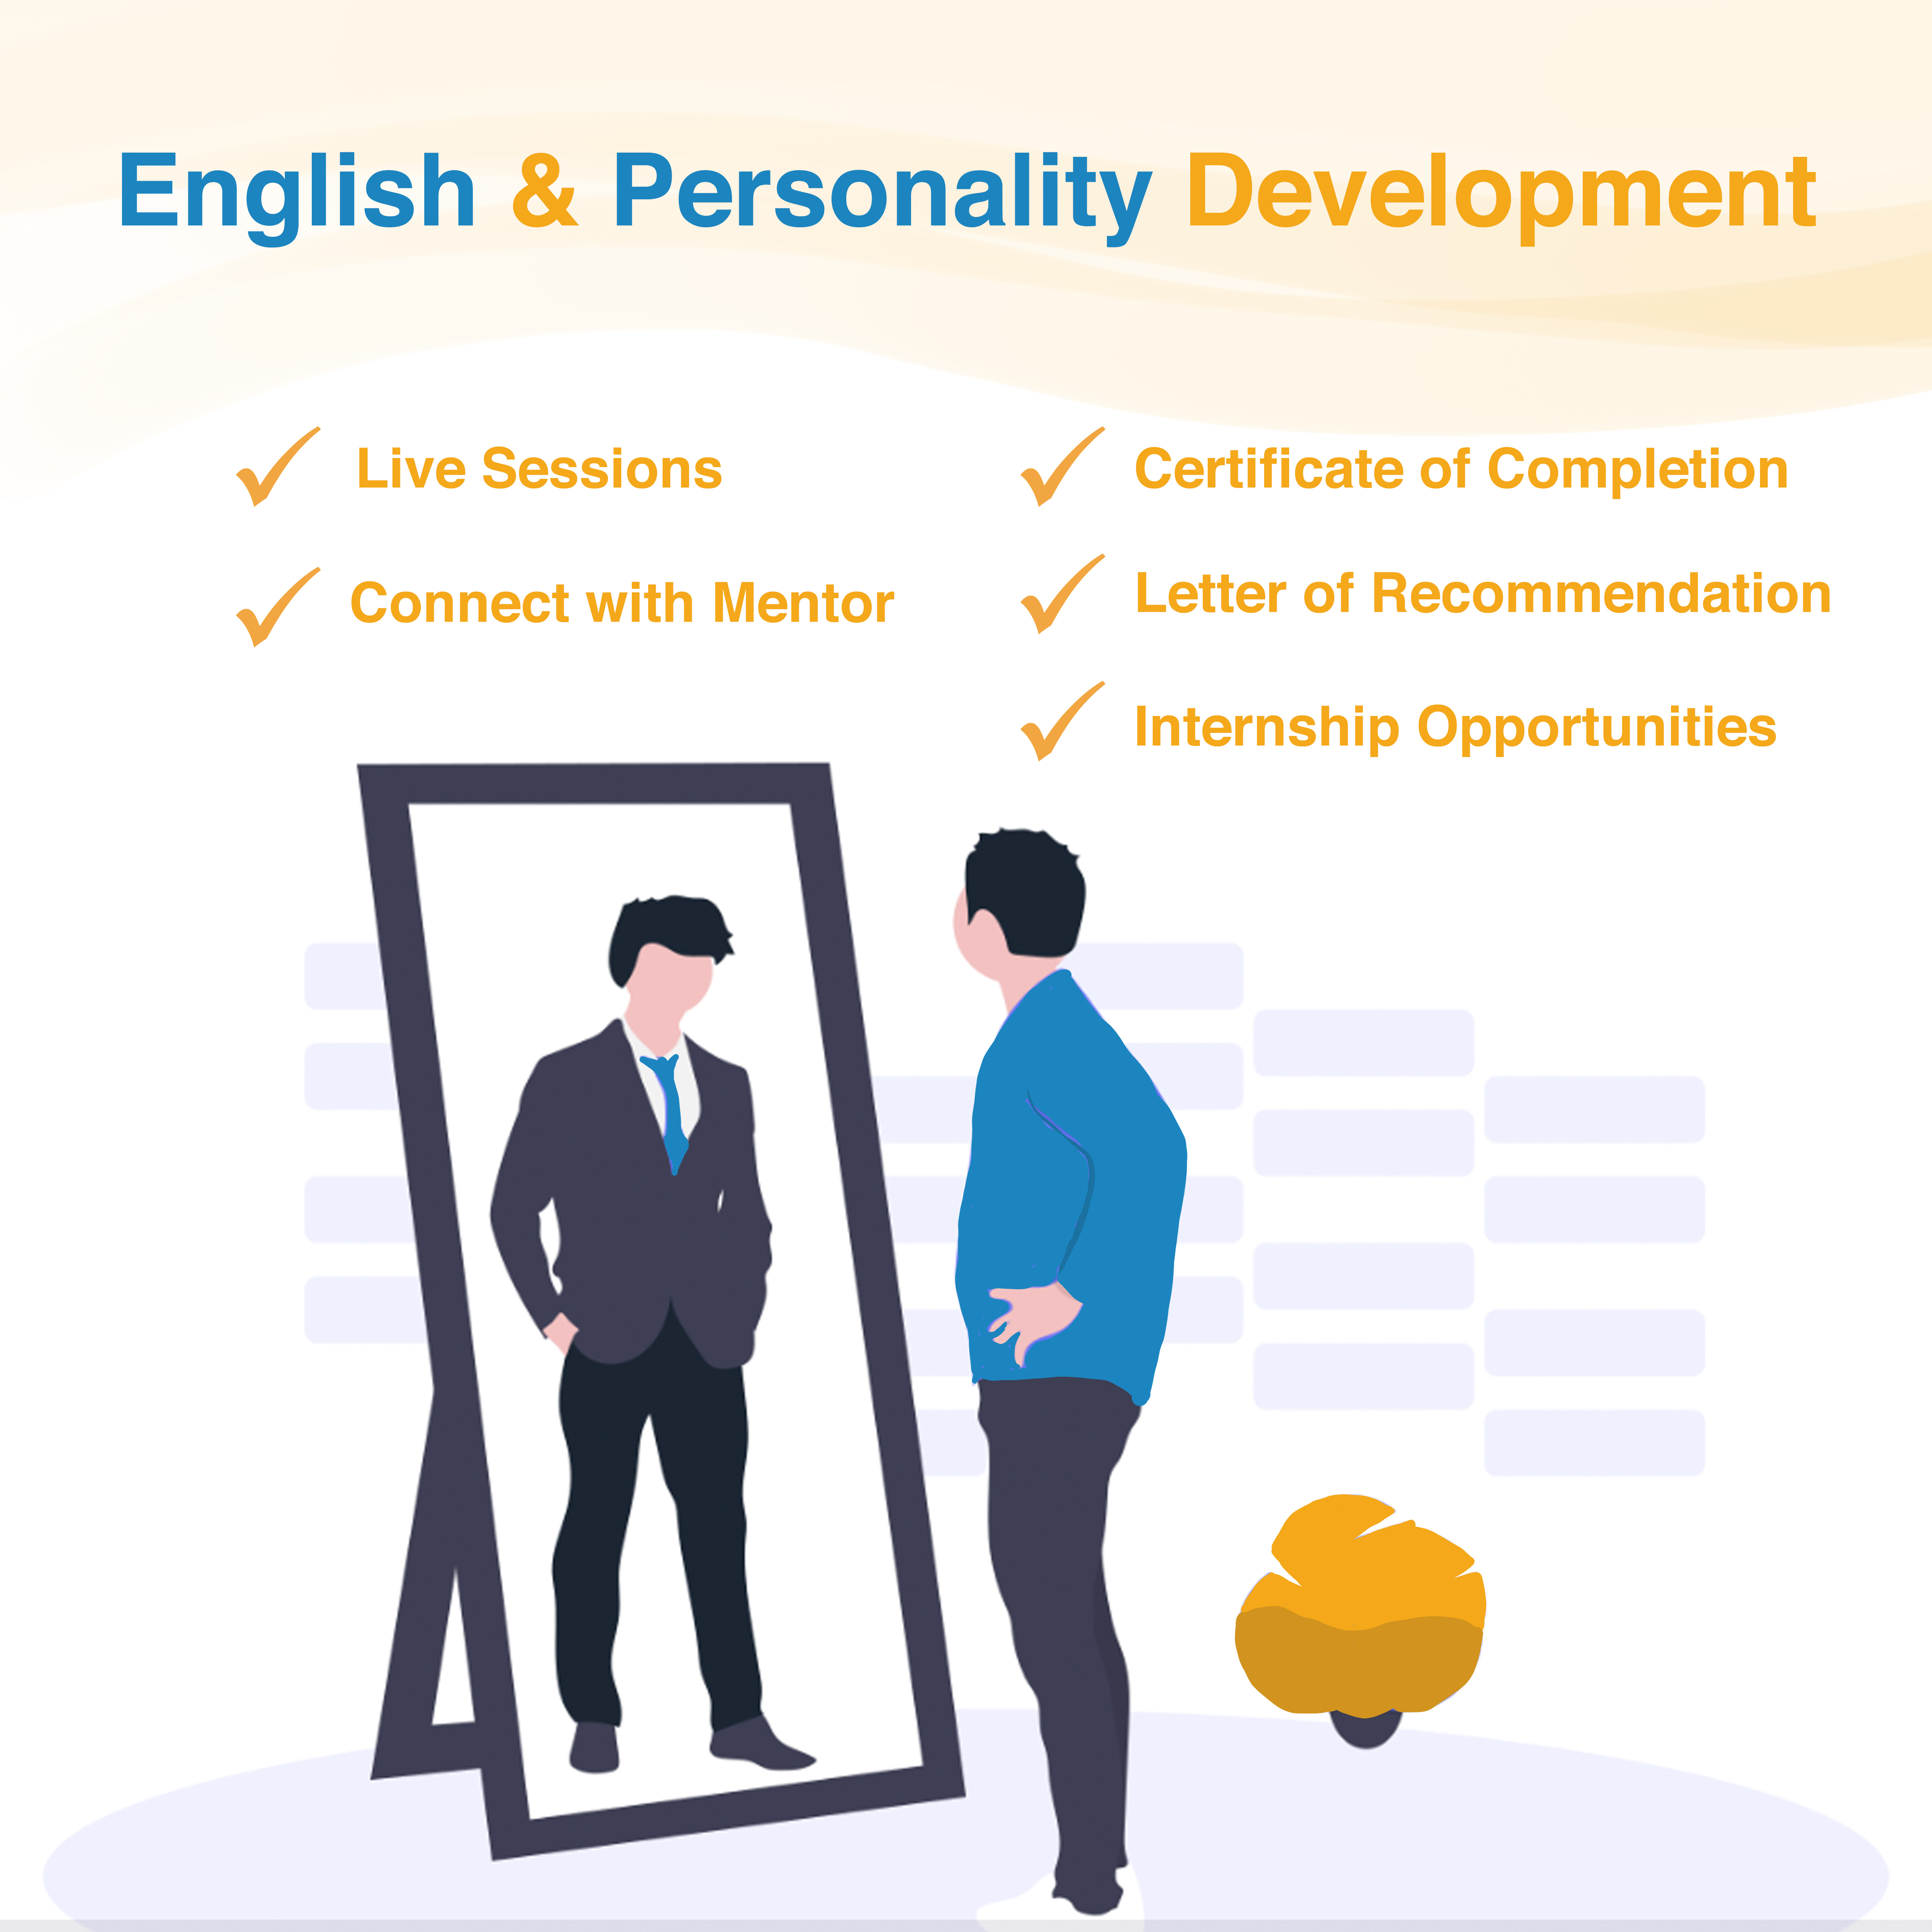 English & Personality Development
Live Sessions
Connect with Mentor
Certificate of Completion
Letter of Recommendation
Internship Opportunities